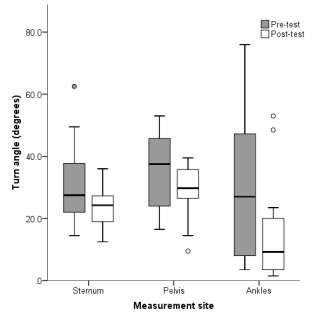 Pre-test
Post-test
80.0
60.0
40.0
20.0
.0
Turn angle (degrees)
Sternum Pelvis Ankles
Measurement site